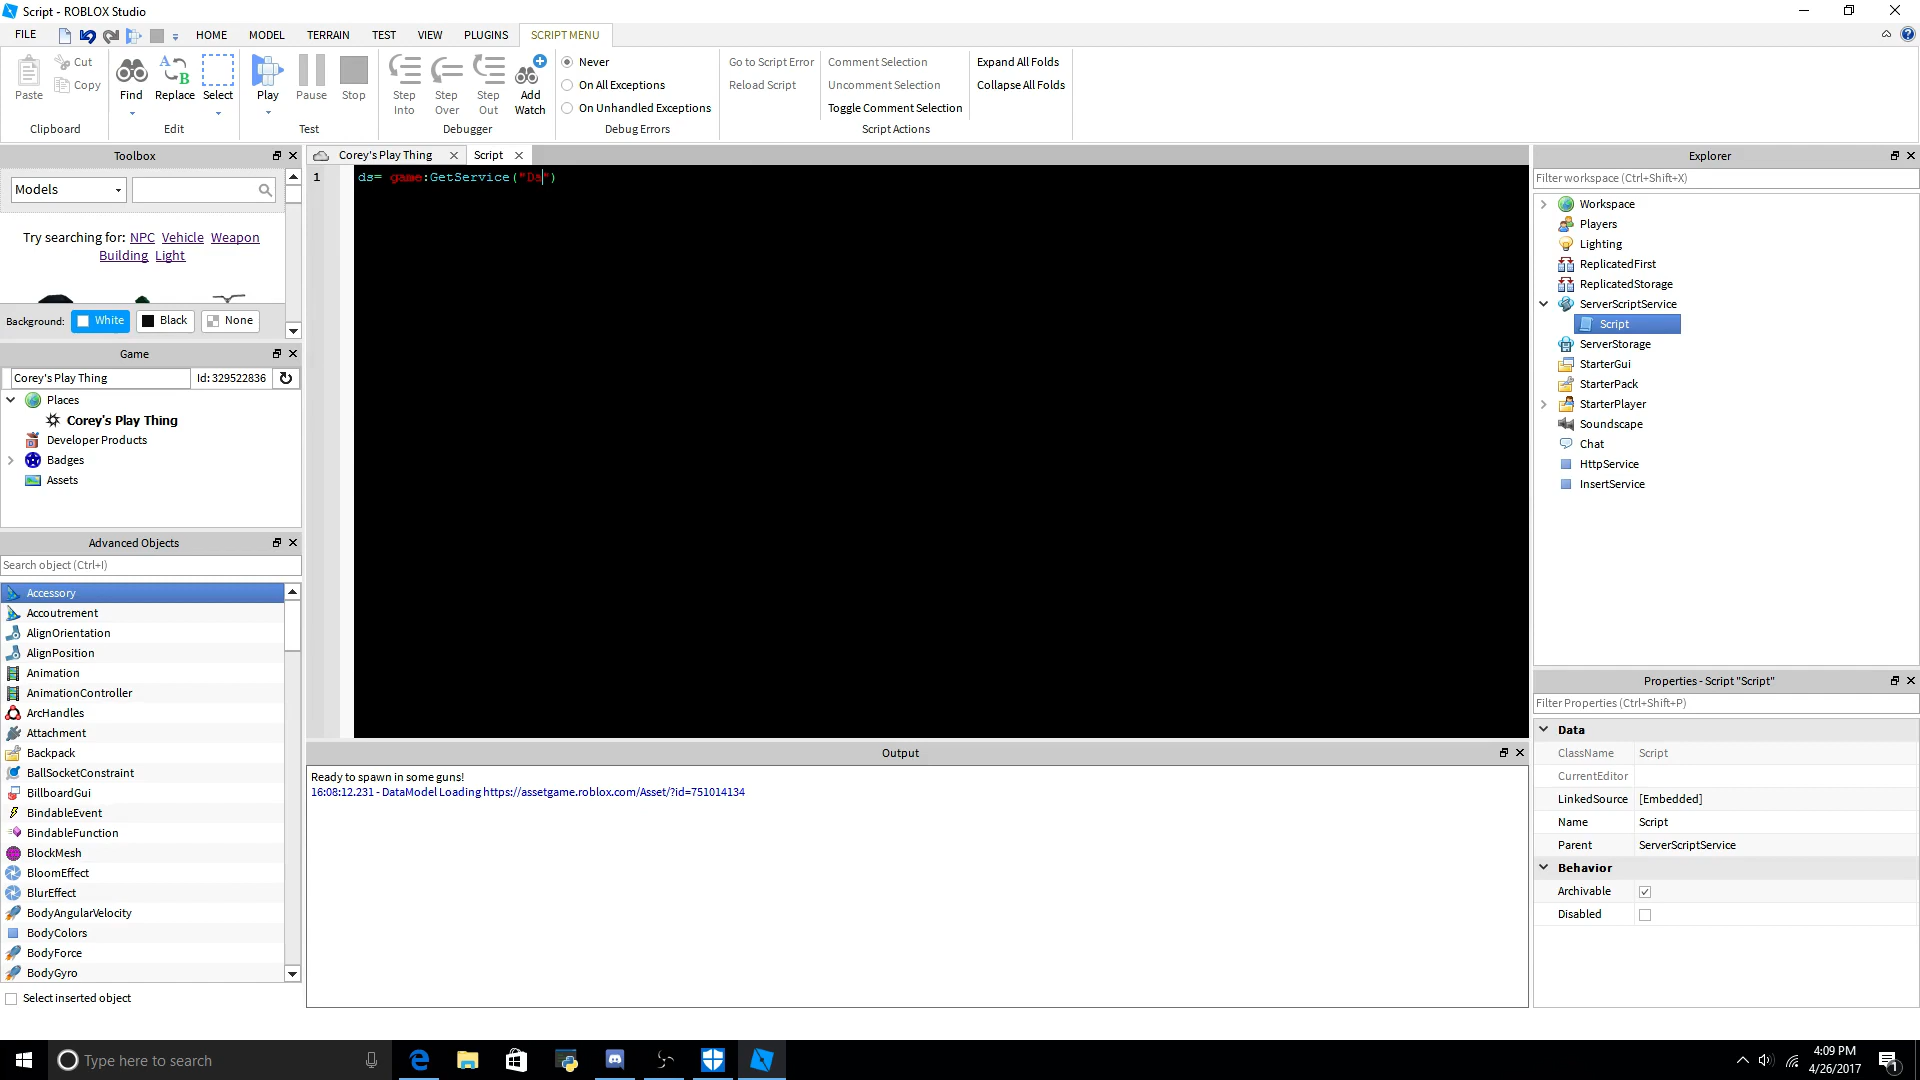 Script - ROBLOX Studio
FILE HOME MODEL TERRAIN TEST VIEW PLUGINS SCRIPT MENU
Paste Cut Copy Find Replace Select Play Pause Stop Step Into Step Over Step Out Add Watch
Never
On All Exceptions
On Unhandled Exceptions
Go to Script Error
Reload Script
Comment Selection
Uncomment Selection
Toggle Comment Selection
Expand All Folds
Collapse All Folds
Clipboard Edit Test Debugger Debug Errors Script Actions
Toolbox
Models
Try searching for: NPC Vehicle Weapon
Building Light
Background: White Black None
Game
Corey's Play Thing Id: 329522836
Places
Corey's Play Thing
Developer Products
Badges
Assets
Advanced Objects
Search object (Ctrl+I)
Accessory
Accoutrement
AlignOrientation
AlignPosition
Animation
AnimationController
ArcHandles
Attachment
Backpack
BallSocketConstraint
BillboardGui
BindableEvent
BindableFunction
BlockMesh
BloomEffect
BlurEffect
BodyAngularVelocity
BodyColors
BodyForce
BodyGyro
Select inserted object
Corey's Play Thing Script
1 ds= game:GetService("Da")
Output
Ready to spawn in some guns!
16:08:12.231 - DataModel Loading https://assetgame.roblox.com/Asset/?id=751014134
Explorer
Filter workspace (Ctrl+Shift+X)
Workspace
Players
Lighting
ReplicatedFirst
ReplicatedStorage
ServerScriptService
Script
ServerStorage
StarterGui
StarterPack
StarterPlayer
Soundscape
Chat
HttpService
InsertService
Properties - Script "Script"
Filter Properties (Ctrl+Shift+P)
Data
ClassName Script
CurrentEditor
LinkedSource [Embedded]
Name Script
Parent ServerScriptService
Behavior
Archivable
Disabled
Type here to search
4:09 PM
4/26/2017
1